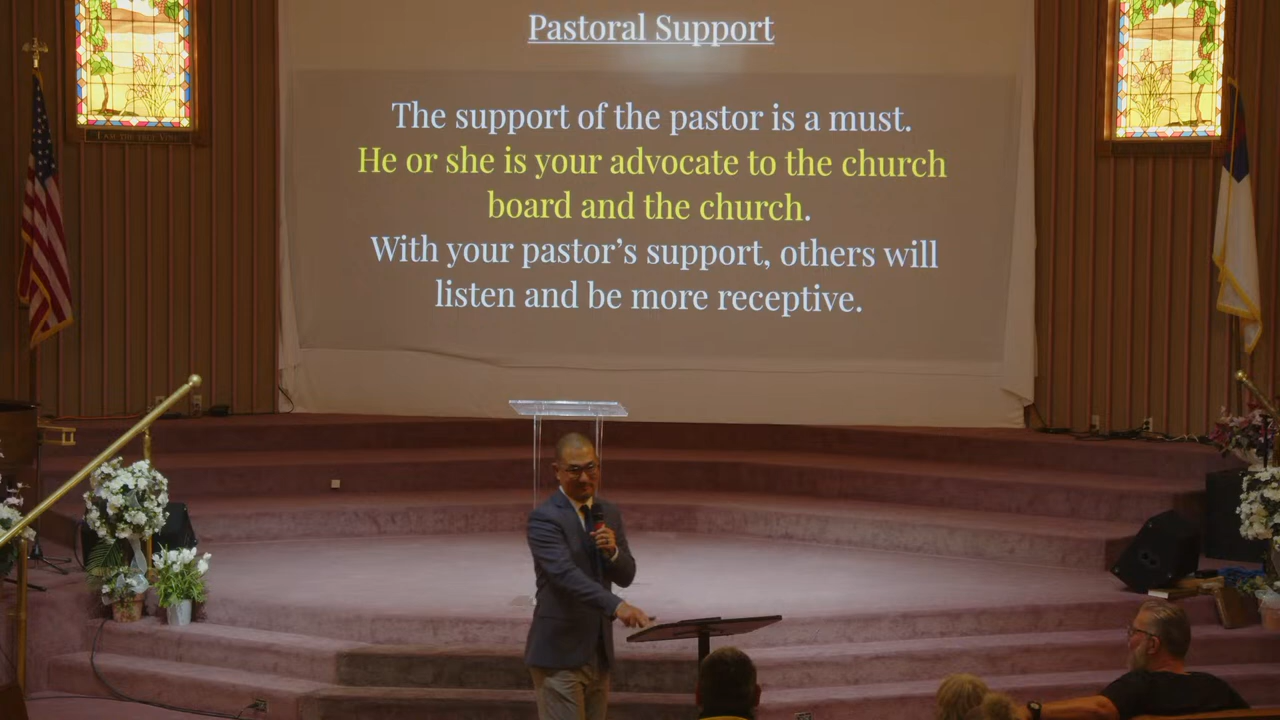 Pastoral Support
The support of the pastor is a must.
He or she is your advocate to the church
board and the church.
With your pastor’s support, others will
listen and be more receptive.